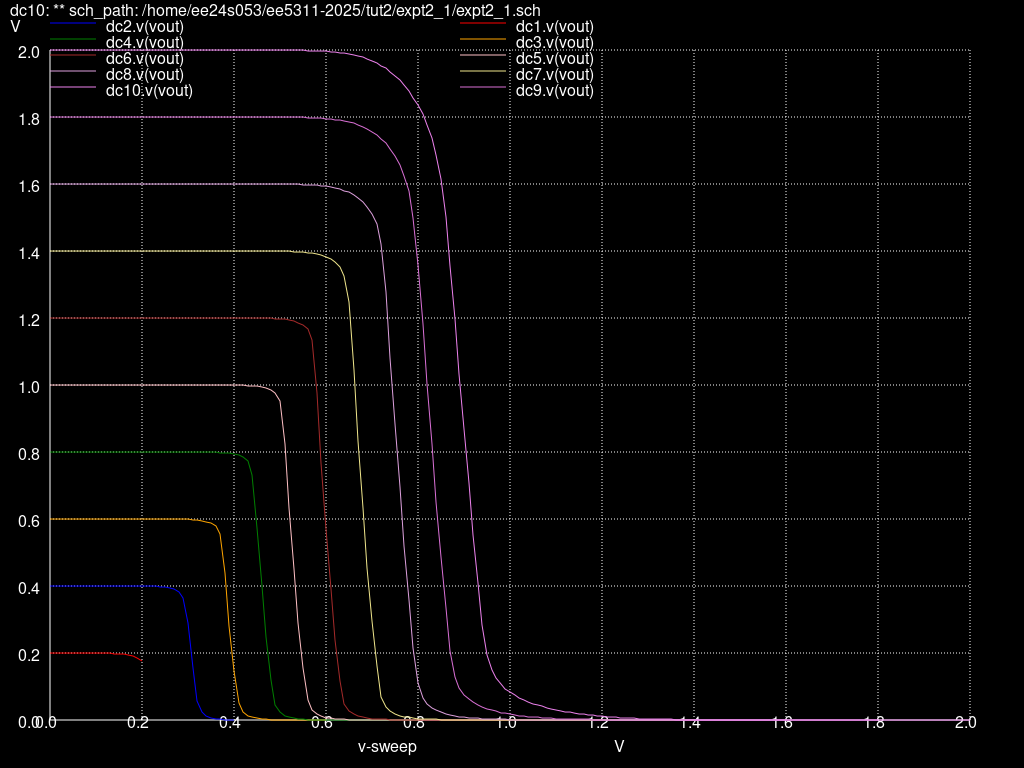 dc10: ** sch_path: /home/ee24s053/ee5311-2025/tut2/expt2_1/expt2_1.sch
V
dc2.v(vout) dc1.v(vout)
dc4.v(vout) dc3.v(vout)
dc6.v(vout) dc5.v(vout)
dc8.v(vout) dc7.v(vout)
dc10.v(vout) dc9.v(vout)
2.0
1.8
1.6
1.4
1.2
1.0
0.8
0.6
0.4
0.2
0.0
0.0 0.2 0.4 0.6 0.8 1.0 1.2 1.4 1.6 1.8 2.0
v-sweep V